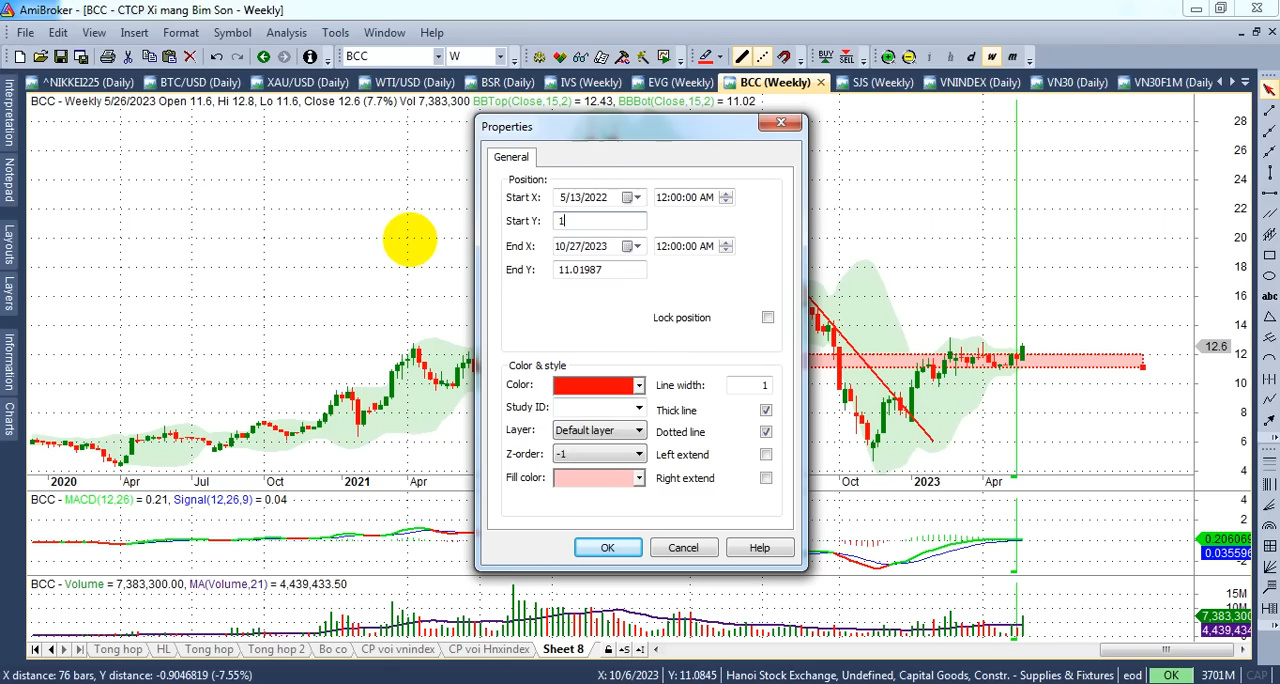 AmiBroker - [BCC - CTCP Xi mang Bim Son - Weekly]
File Edit View Insert Format Symbol Analysis Tools Window Help
BCC W BUY SELL i h d w m
^NIKKEI225 (Daily) BTC/USD (Daily) XAU/USD (Daily) WTI/USD (Daily) BSR (Daily) IVS (Weekly) EVG (Weekly) BCC (Weekly) SJS (Weekly) VNINDEX (Daily) VN30 (Daily) VN30F1M (Daily)
BCC - Weekly 5/26/2023 Open 11.6, Hi 12.8, Lo 11.6, Close 12.6 (7.7%) Vol 7,383,300 BBTop(Close,15,2) = 12.43, BBBot(Close,15,2) = 11.02
Interpretation
Notepad
Layouts
Layers
Information
Charts
Properties
General
Position:
Start X: 5/13/2022 12:00:00 AM
Start Y: 1
End X: 10/27/2023 12:00:00 AM
End Y: 11.01987
Lock position
Color & style
Color: Line width: 1
Study ID: Thick line
Layer: Default layer Dotted line
Z-order: -1 Left extend
Fill color: Right extend
OK Cancel Help
28
26
24
22
20
18
16
14
12.6
12
10
8
6
4
abc
2020 Apr Jul Oct 2021 Apr Oct 2023 Apr
BCC - MACD(12,26) = 0.21, Signal(12,26,9) = 0.04
4
2
0.206069
0.035596
-2
BCC - Volume = 7,383,300.00, MA(Volume,21) = 4,439,433.50
15M
10M
7,383,300
4,439,434
Tong hop HL Tong hop Tong hop 2 Bo co CP voi vnindex CP voi Hnxindex Sheet 8
X distance: 76 bars, Y distance: -0.9046819 (-7.55%) X: 10/6/2023 Y: 11.0845 Hanoi Stock Exchange, Undefined, Capital Goods, Constr. - Supplies & Fixtures eod OK 3701M CAP